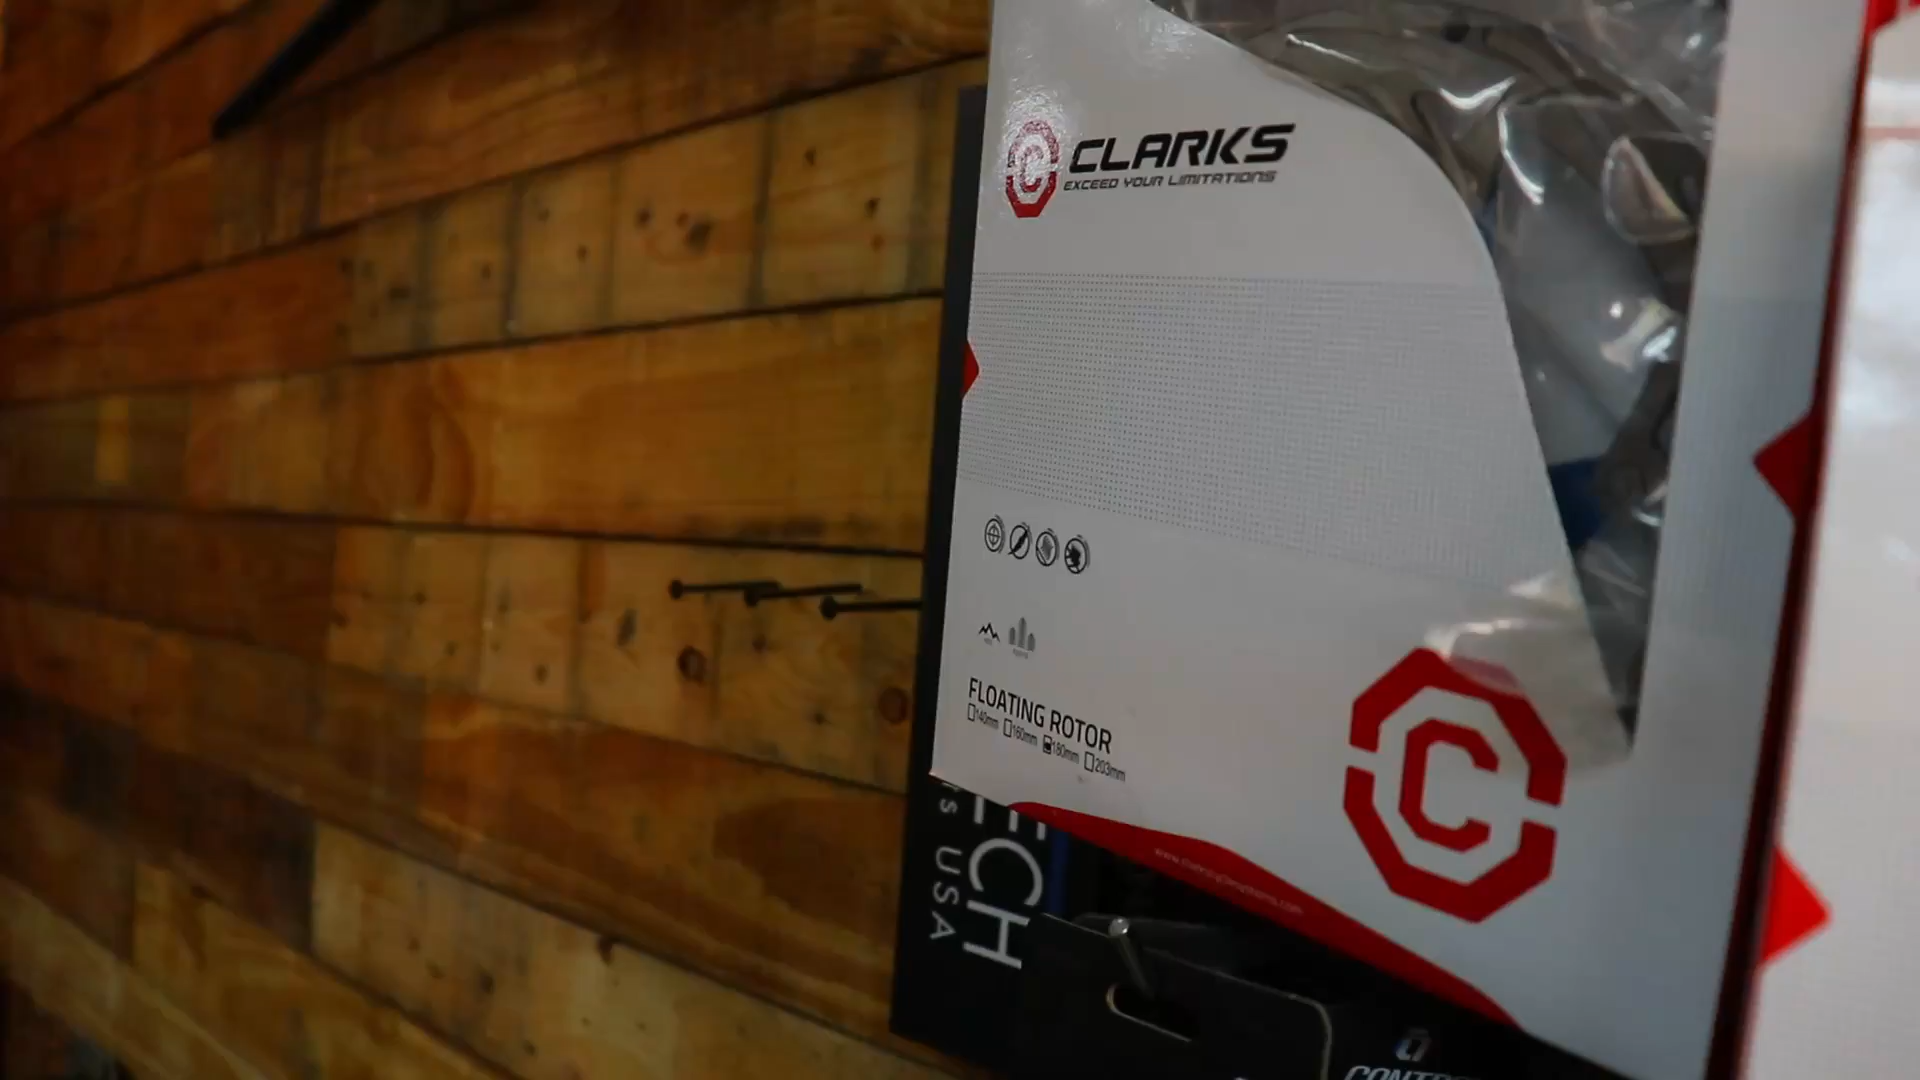 C CLARKS
EXCEED YOUR LIMITATIONS
FLOATING ROTOR
140mm 160mm 180mm 203mm
C
ECH
USA